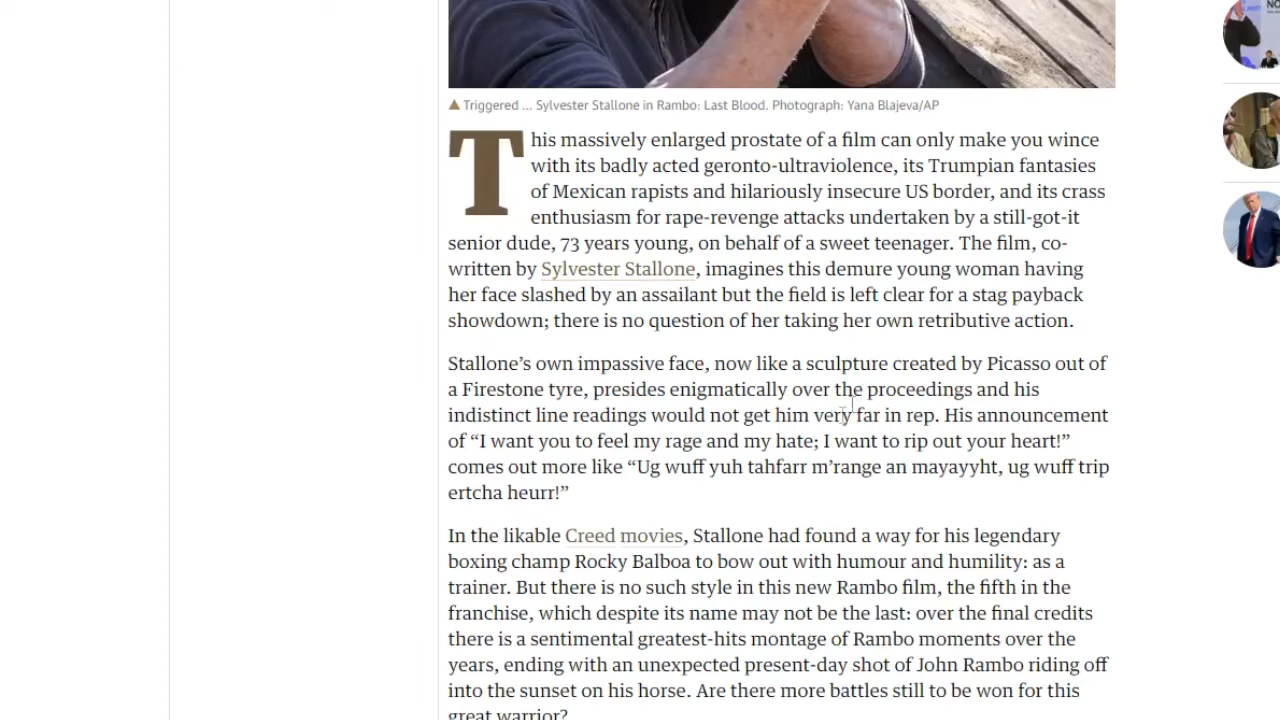 NO
Triggered ... Sylvester Stallone in Rambo: Last Blood. Photograph: Yana Blajeva/AP
This massively enlarged prostate of a film can only make you wince
with its badly acted geronto-ultraviolence, its Trumpian fantasies
of Mexican rapists and hilariously insecure US border, and its crass
enthusiasm for rape-revenge attacks undertaken by a still-got-it
senior dude, 73 years young, on behalf of a sweet teenager. The film, co-
written by Sylvester Stallone, imagines this demure young woman having
her face slashed by an assailant but the field is left clear for a stag payback
showdown; there is no question of her taking her own retributive action.
Stallone’s own impassive face, now like a sculpture created by Picasso out of
a Firestone tyre, presides enigmatically over the proceedings and his
indistinct line readings would not get him very far in rep. His announcement
of “I want you to feel my rage and my hate; I want to rip out your heart!”
comes out more like “Ug wuff yuh tahfarr m’range an mayayyht, ug wuff trip
ertcha heurr!”
In the likable Creed movies, Stallone had found a way for his legendary
boxing champ Rocky Balboa to bow out with humour and humility: as a
trainer. But there is no such style in this new Rambo film, the fifth in the
franchise, which despite its name may not be the last: over the final credits
there is a sentimental greatest-hits montage of Rambo moments over the
years, ending with an unexpected present-day shot of John Rambo riding off
into the sunset on his horse. Are there more battles still to be won for this
great warrior?